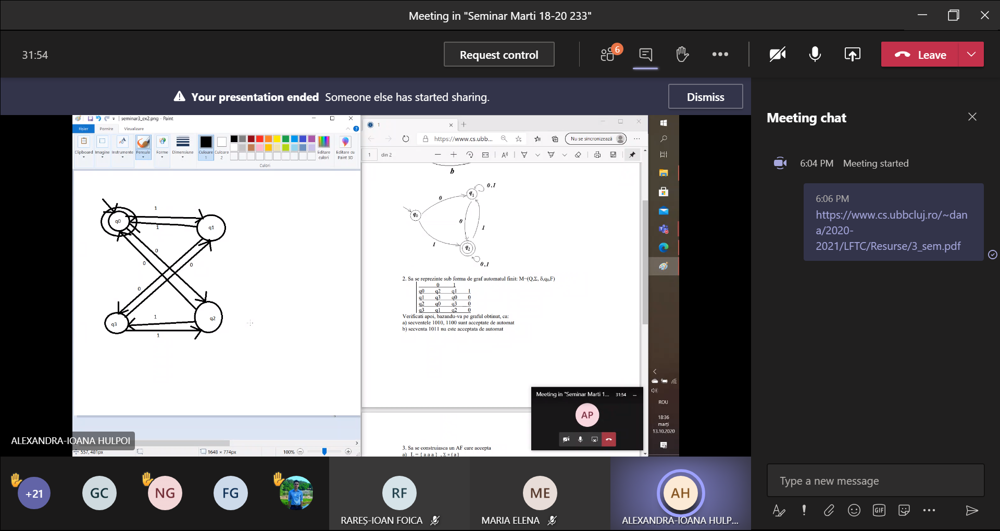 Meeting in "Seminar Marti 18-20 233"
31:54
Request control
6
Leave
Your presentation ended Someone else has started sharing.
Dismiss
seminar3_ex2.png - Paint
Fișier Pornire Vizualizare
Clipboard Imagine Instrumente Pensule Forme Dimensiune Culoare 1 Culoare 2 Editare culori Editare cu Paint 3D
Culori
q0
q1
q2
q3
1
1
0
0
0
0
1
1
557, 481px
1648 × 774px
100%
ALEXANDRA-IOANA HULPOI
1
https://www.cs.ubb...
Nu se sincronizează
1 din 2
b
q0
q1
q2
0,1
0
0
1
1
0,1
2. Sa se reprezinte sub forma de graf automatul finit: M=(Q,Σ, δ,q0,F)
0 1
q0 q2 q1 1
q1 q3 q0 0
q2 q0 q3 0
q3 q1 q2 0
Verificati apoi, bazandu-va pe graful obtinut, ca:
a) secventele 1010, 1100 sunt acceptate de automat
b) secventa 1011 nu este acceptata de automat
3. Sa se construiasca un AF care accepta
a) L = { a a a } , Σ = { a }
Meeting in "Seminar Marti 1... 31:54
AP
ROU
18:36
marți
13.10.2020
Meeting chat
6:04 PM Meeting started
6:06 PM
https://www.cs.ubbcluj.ro/~dan
a/2020-
2021/LFTC/Resurse/3_sem.pdf
Type a new message
GIF
+21
GC
NG
FG
RF
RAREȘ-IOAN FOICA
ME
MARIA ELENA
AH
ALEXANDRA-IOANA HULP...